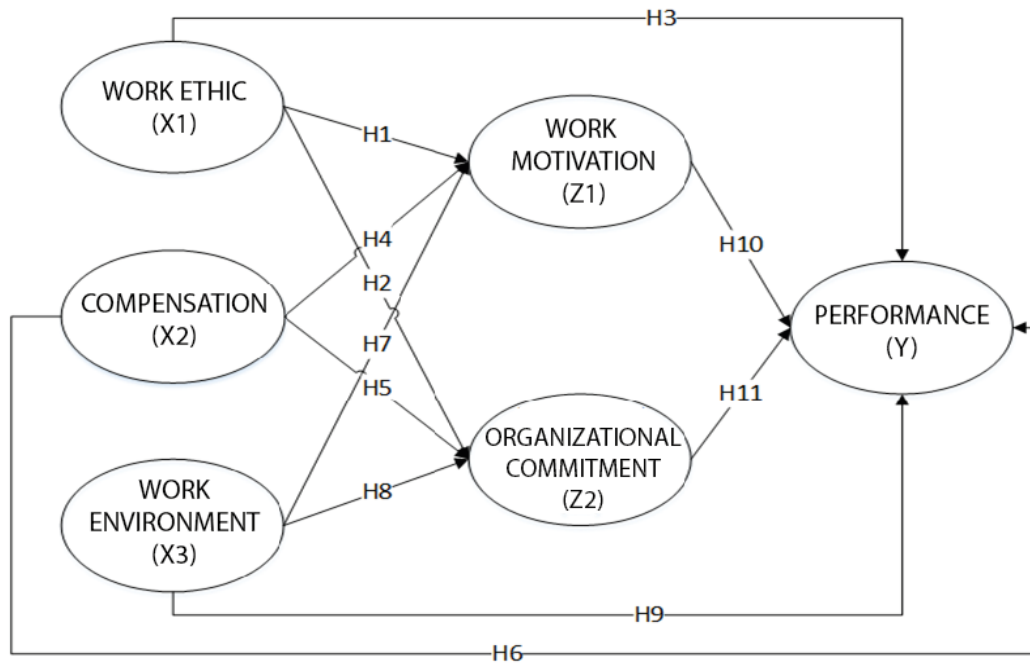 H3
WORK ETHIC
(X1)
H1
WORK
MOTIVATION
(Z1)
H4
H10
H2
COMPENSATION
(X2)
PERFORMANCE
(Y)
H7
H5
H11
ORGANIZATIONAL
COMMITMENT
(Z2)
WORK
ENVIRONMENT
(X3)
H8
H9
H6